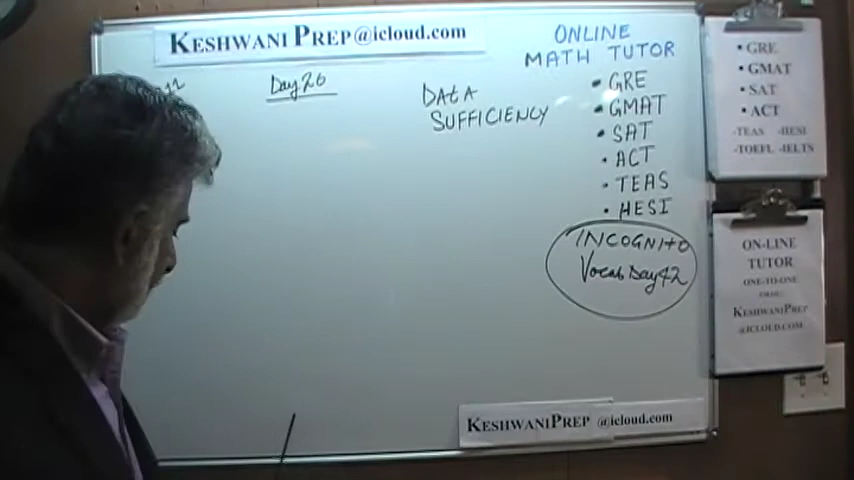 KESHWANI PREP@icloud.com
Day 26
DATA
SUFFICIENCY
ONLINE
MATH TUTOR
• GRE
• GMAT
• SAT
• ACT
• TEAS
• HESI
INCOGNITO
Vocab Day 42
• GRE
• GMAT
• SAT
• ACT
-TEAS -HESI
-TOEFL -IELTS
ON-LINE
TUTOR
ONE-TO-ONE
KESHWANIPREP
@ICLOUD.COM
KESHWANIPREP @icloud.com